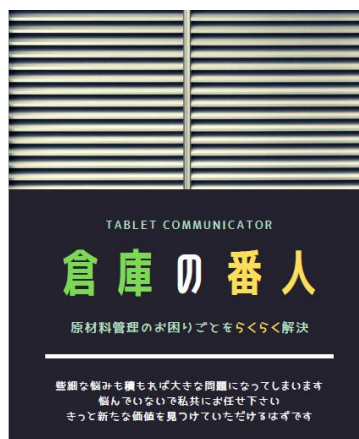 TABLET COMMUNICATOR
倉庫の番人
原材料管理のお困りごとをらくらく解決
些細な悩みも積もれば大きな問題になってしまいます
悩んでいないで私共にお任せ下さい
きっと新たな価値を見つけていただけるはずです